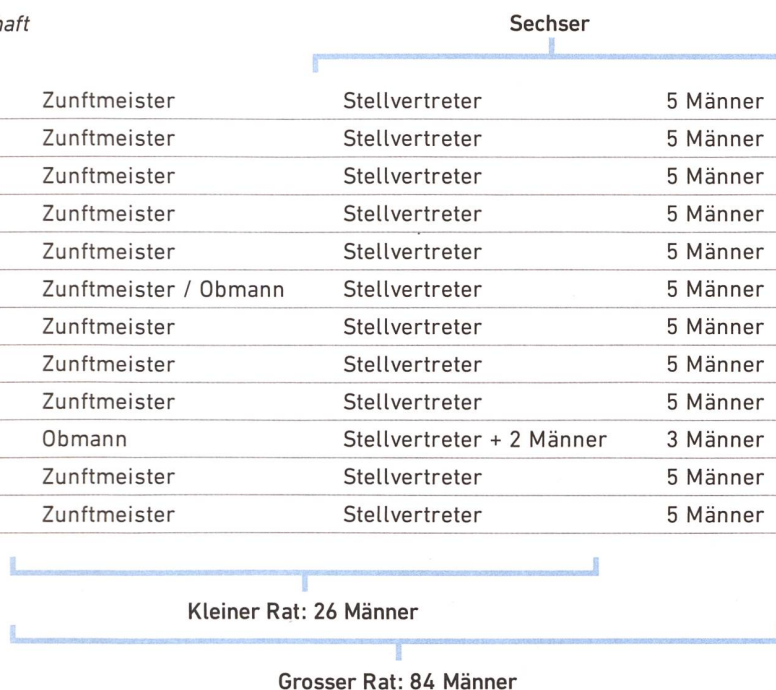 haft
Sechser
Zunftmeister Stellvertreter 5 Männer
Zunftmeister Stellvertreter 5 Männer
Zunftmeister Stellvertreter 5 Männer
Zunftmeister Stellvertreter 5 Männer
Zunftmeister Stellvertreter 5 Männer
Zunftmeister / Obmann Stellvertreter 5 Männer
Zunftmeister Stellvertreter 5 Männer
Zunftmeister Stellvertreter 5 Männer
Zunftmeister Stellvertreter 5 Männer
Obmann Stellvertreter + 2 Männer 3 Männer
Zunftmeister Stellvertreter 5 Männer
Zunftmeister Stellvertreter 5 Männer
Kleiner Rat: 26 Männer
Grosser Rat: 84 Männer